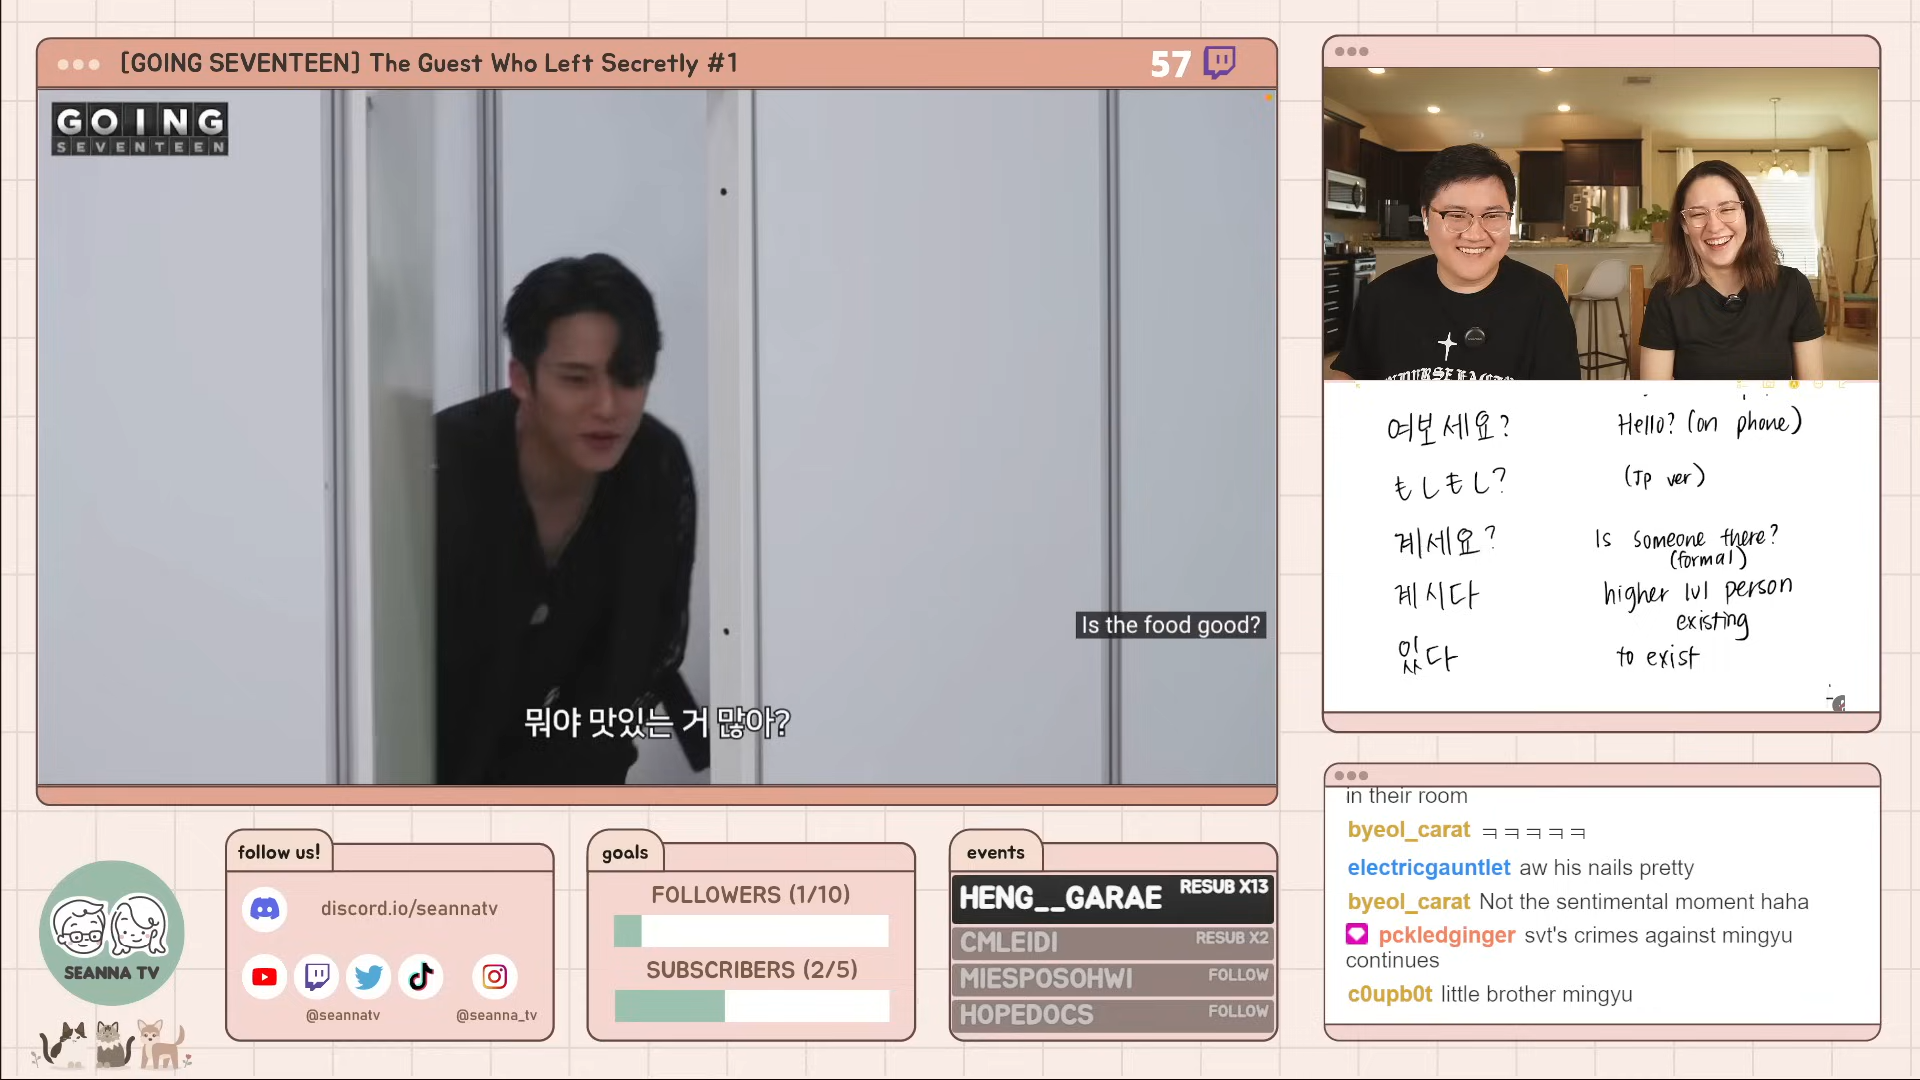 [GOING SEVENTEEN] The Guest Who Left Secretly #1
57
GOING
SEVENTEEN
Is the food good?
뭐야 맛있는 거 많아?
여보세요? Hello? (on phone)
もしもし? (Jp ver)
계세요? Is someone there?
(formal)
계시다 higher lvl person
existing
있다 to exist
in their room
byeol_carat ㅋㅋㅋㅋㅋ
electricgauntlet aw his nails pretty
byeol_carat Not the sentimental moment haha
pckledginger svt's crimes against mingyu
continues
c0upb0t little brother mingyu
SEANNA TV
follow us!
discord.io/seannatv
@seannatv
@seanna_tv
goals
FOLLOWERS (1/10)
SUBSCRIBERS (2/5)
events
HENG__GARAE RESUB X13
CMLEIDI RESUB X2
MIESPOSOHWI FOLLOW
HOPEDOCS FOLLOW